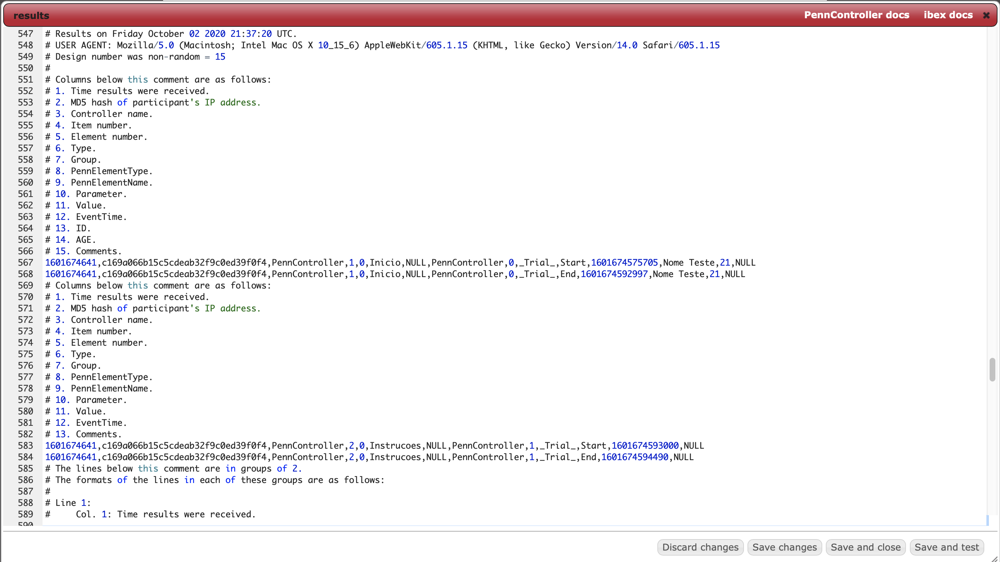 results PennController docs ibex docs ✖
547 # Results on Friday October 02 2020 21:37:20 UTC.
548 # USER AGENT: Mozilla/5.0 (Macintosh; Intel Mac OS X 10_15_6) AppleWebKit/605.1.15 (KHTML, like Gecko) Version/14.0 Safari/605.1.15
549 # Design number was non-random = 15
550 #
551 # Columns below this comment are as follows:
552 # 1. Time results were received.
553 # 2. MD5 hash of participant's IP address.
554 # 3. Controller name.
555 # 4. Item number.
556 # 5. Element number.
557 # 6. Type.
558 # 7. Group.
559 # 8. PennElementType.
560 # 9. PennElementName.
561 # 10. Parameter.
562 # 11. Value.
563 # 12. EventTime.
564 # 13. ID.
565 # 14. AGE.
566 # 15. Comments.
567 1601674641,c169a066b15c5cdeab32f9c0ed39f0f4,PennController,1,0,Inicio,NULL,PennController,0,_Trial_,Start,1601674575705,Nome Teste,21,NULL
568 1601674641,c169a066b15c5cdeab32f9c0ed39f0f4,PennController,1,0,Inicio,NULL,PennController,0,_Trial_,End,1601674592997,Nome Teste,21,NULL
569 # Columns below this comment are as follows:
570 # 1. Time results were received.
571 # 2. MD5 hash of participant's IP address.
572 # 3. Controller name.
573 # 4. Item number.
574 # 5. Element number.
575 # 6. Type.
576 # 7. Group.
577 # 8. PennElementType.
578 # 9. PennElementName.
579 # 10. Parameter.
580 # 11. Value.
581 # 12. EventTime.
582 # 13. Comments.
583 1601674641,c169a066b15c5cdeab32f9c0ed39f0f4,PennController,2,0,Instrucoes,NULL,PennController,1,_Trial_,Start,1601674593000,NULL
584 1601674641,c169a066b15c5cdeab32f9c0ed39f0f4,PennController,2,0,Instrucoes,NULL,PennController,1,_Trial_,End,1601674594490,NULL
585 # The lines below this comment are in groups of 2.
586 # The formats of the lines in each of these groups are as follows:
587 #
588 # Line 1:
589 #     Col. 1: Time results were received.
590
Discard changes Save changes Save and close Save and test